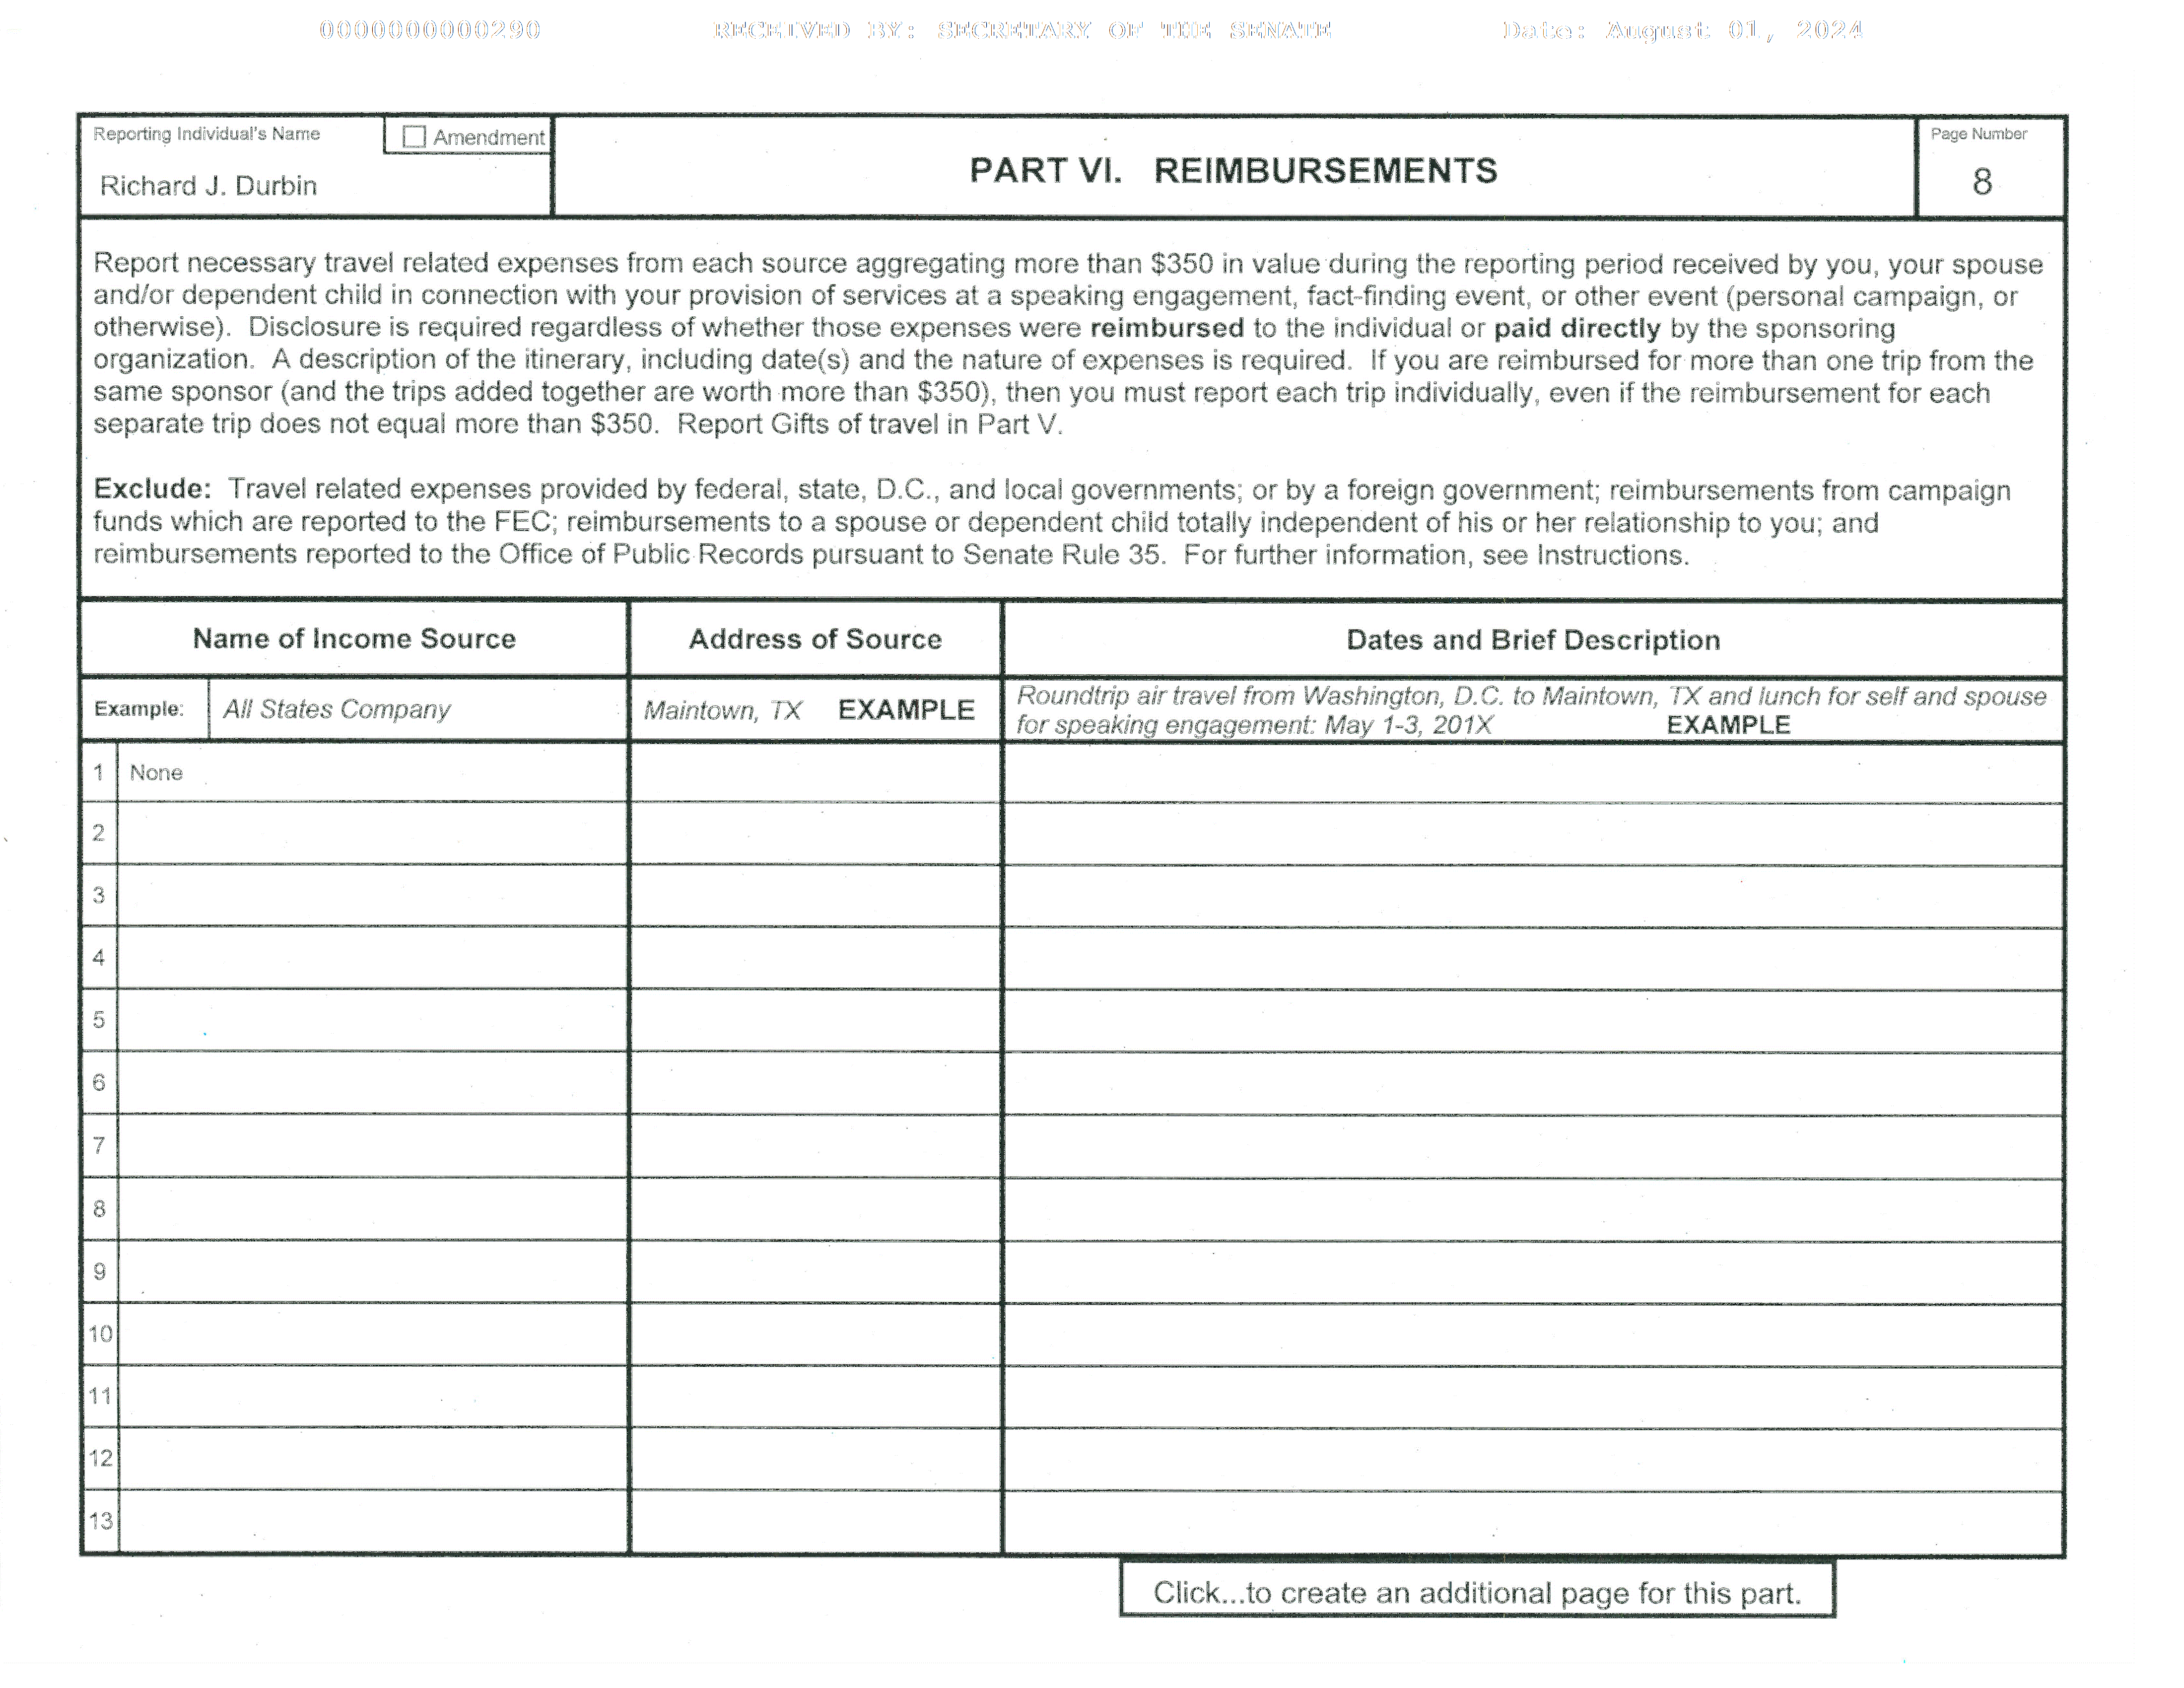 0000000000290 RECEIVED BY: SECRETARY OF THE SENATE Date: August 01, 2024
Reporting Individual's Name Amendment
Richard J. Durbin
PART VI. REIMBURSEMENTS
Page Number
8
Report necessary travel related expenses from each source aggregating more than $350 in value during the reporting period received by you, your spouse
and/or dependent child in connection with your provision of services at a speaking engagement, fact-finding event, or other event (personal campaign, or
otherwise). Disclosure is required regardless of whether those expenses were reimbursed to the individual or paid directly by the sponsoring
organization. A description of the itinerary, including date(s) and the nature of expenses is required. If you are reimbursed for more than one trip from the
same sponsor (and the trips added together are worth more than $350), then you must report each trip individually, even if the reimbursement for each
separate trip does not equal more than $350. Report Gifts of travel in Part V.
Exclude: Travel related expenses provided by federal, state, D.C., and local governments; or by a foreign government; reimbursements from campaign
funds which are reported to the FEC; reimbursements to a spouse or dependent child totally independent of his or her relationship to you; and
reimbursements reported to the Office of Public Records pursuant to Senate Rule 35. For further information, see Instructions.
Name of Income Source Address of Source Dates and Brief Description
Example: All States Company Maintown, TX EXAMPLE Roundtrip air travel from Washington, D.C. to Maintown, TX and lunch for self and spouse
for speaking engagement: May 1-3, 201X EXAMPLE
1 None
2
3
4
5
6
7
8
9
10
11
12
13
Click...to create an additional page for this part.